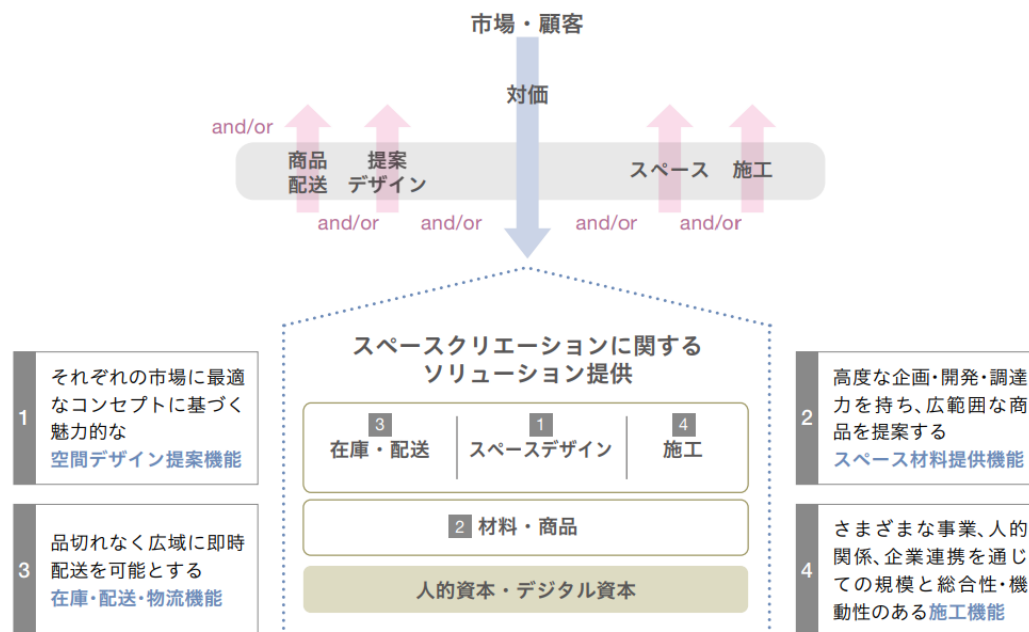 市場・顧客
対価
and/or
商品
配送
提案
デザイン
スペース
施工
and/or
and/or
and/or
and/or
スペースクリエーションに関する
ソリューション提供
3
在庫・配送
1
スペースデザイン
4
施工
2 材料・商品
人的資本・デジタル資本
1
それぞれの市場に最適
なコンセプトに基づく
魅力的な
空間デザイン提案機能
2
高度な企画・開発・調達
力を持ち、広範囲な商
品を提案する
スペース材料提供機能
3
品切れなく広域に即時
配送を可能とする
在庫・配送・物流機能
4
さまざまな事業、人的
関係、企業連携を通じ
ての規模と総合性・機
動性のある施工機能